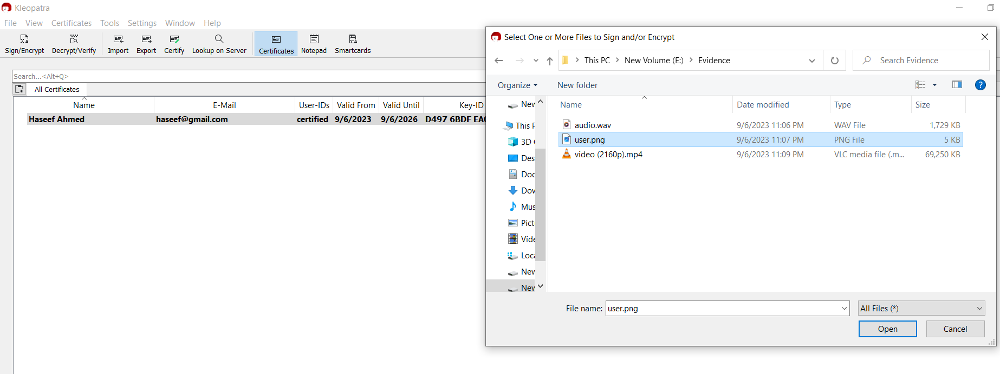 Kleopatra
File View Certificates Tools Settings Window Help
Sign/Encrypt Decrypt/Verify Import Export Certify Lookup on Server Certificates Notepad Smartcards
Search...<Alt+Q>
All Certificates
Name E-Mail User-IDs Valid From Valid Until Key-ID
Haseef Ahmed haseef@gmail.com certified 9/6/2023 9/6/2026 D497 6BDF
Select One or More Files to Sign and/or Encrypt
This PC New Volume (E:) Evidence
Search Evidence
Organize New folder
?
New
This P
3D
Des
Doc
Dow
Mus
Pict
Vide
Loca
New
New
Name Date modified Type Size
audio.wav 9/6/2023 11:06 PM WAV File 1,729 KB
user.png 9/6/2023 11:07 PM PNG File 5 KB
video (2160p).mp4 9/6/2023 11:09 PM VLC media file (.m... 69,250 KB
File name: user.png All Files (*)
Open Cancel